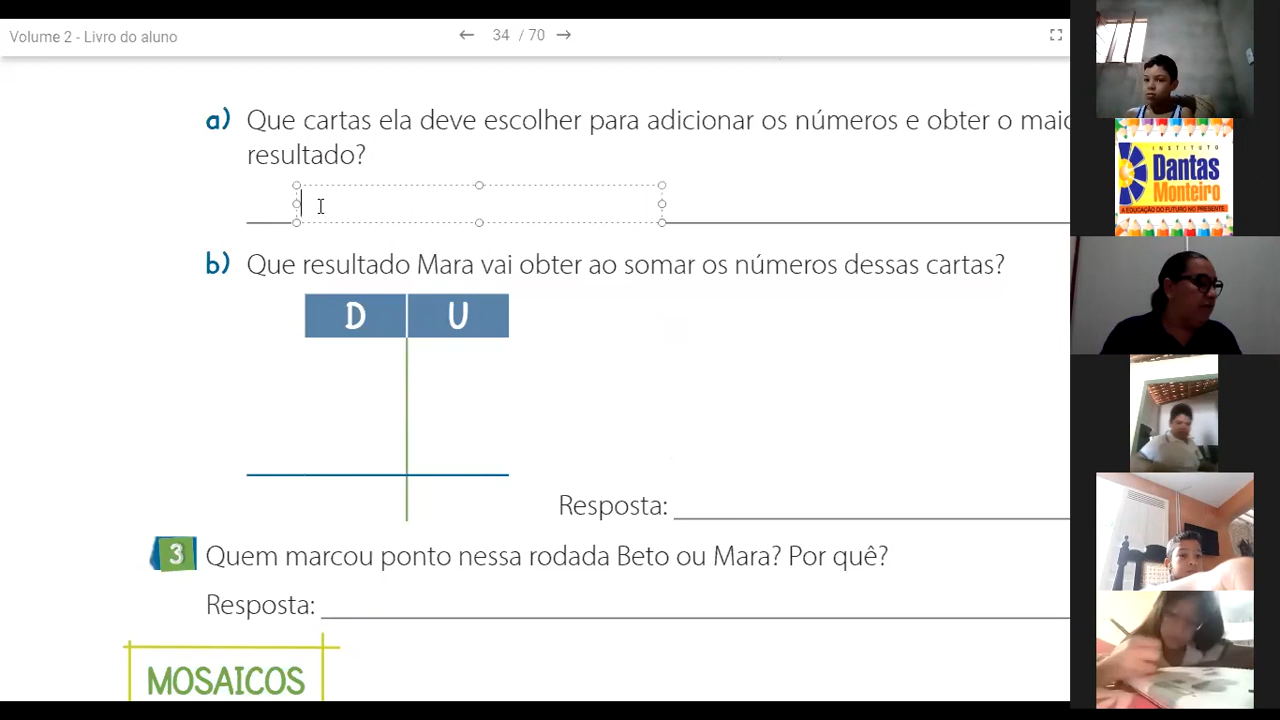 Volume 2 - Livro do aluno
34 / 70
a) Que cartas ela deve escolher para adicionar os números e obter o maio
resultado?
b) Que resultado Mara vai obter ao somar os números dessas cartas?
D U
Resposta:
3 Quem marcou ponto nessa rodada Beto ou Mara? Por quê?
Resposta:
MOSAICOS
INSTITUTO
Dantas
Monteiro
A EDUCAÇÃO DO FUTURO NO PRESENTE